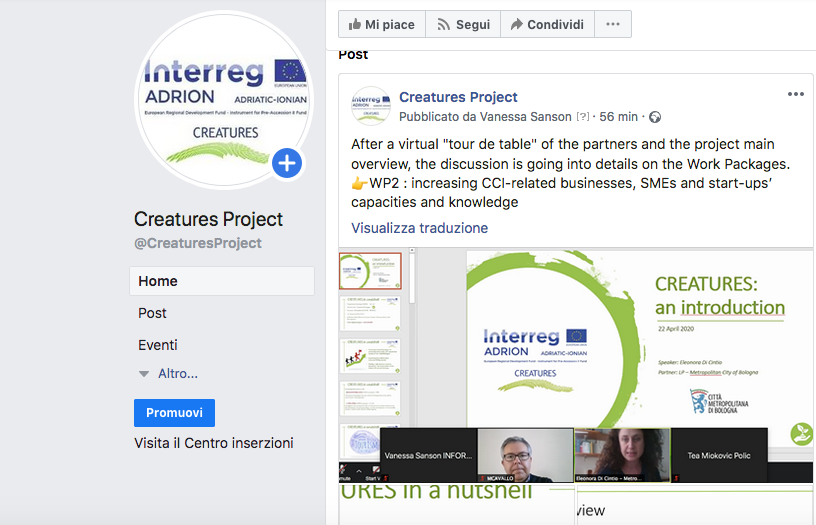 Interreg
EUROPEAN UNION
ADRION ADRIATIC-IONIAN
European Regional Development Fund - Instrument for Pre-Accession II Fund
CREATURES
Creatures Project
@CreaturesProject
Home
Post
Eventi
Altro...
Promuovi
Visita il Centro inserzioni
Mi piace
Segui
Condividi
Post
Creatures Project
Pubblicato da Vanessa Sanson [?] · 56 min ·
After a virtual "tour de table" of the partners and the project main
overview, the discussion is going into details on the Work Packages.
👉WP2 : increasing CCI-related businesses, SMEs and start-ups'
capacities and knowledge
Visualizza traduzione
CREATURES:
an introduction
22 April 2020
Speaker: Eleonora Di Cintio
Partner: LP – Metropolitan City of Bologna
CITTÀ
METROPOLITANA
DI BOLOGNA
Interreg
ADRION ADRIATIC-IONIAN
European Regional Development Fund - Instrument for Pre-Accession II Fund
CREATURES
Vanessa Sanson INFOR...
MCAVALLO
Eleonora Di Cintio – Metro...
Tea Miokovic Polic
Start V
URES in a nutshell
view